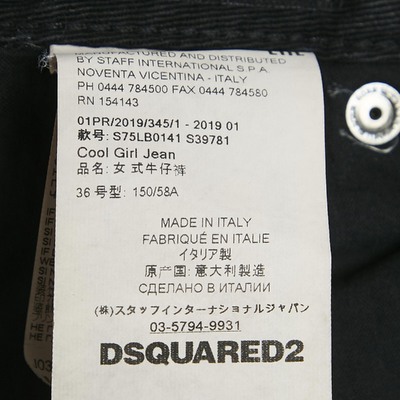 MANUFACTURED AND DISTRIBUTED
BY STAFF INTERNATIONAL S.P.A.
NOVENTA VICENTINA - ITALY
PH 0444 784500 FAX 0444 784580
RN 154143
01PR/2019/345/1 - 2019 01
款号: S75LB0141 S39781
Cool Girl Jean
品名: 女式牛仔裤
36 号型: 150/58A
MADE IN ITALY
FABRIQUÉ EN ITALIE
イタリア製
原产国: 意大利製造
СДЕЛАНО В ИТАЛИИ
(株)スタッフインターナショナルジャパン
03-5794-9931
DSQUARED2